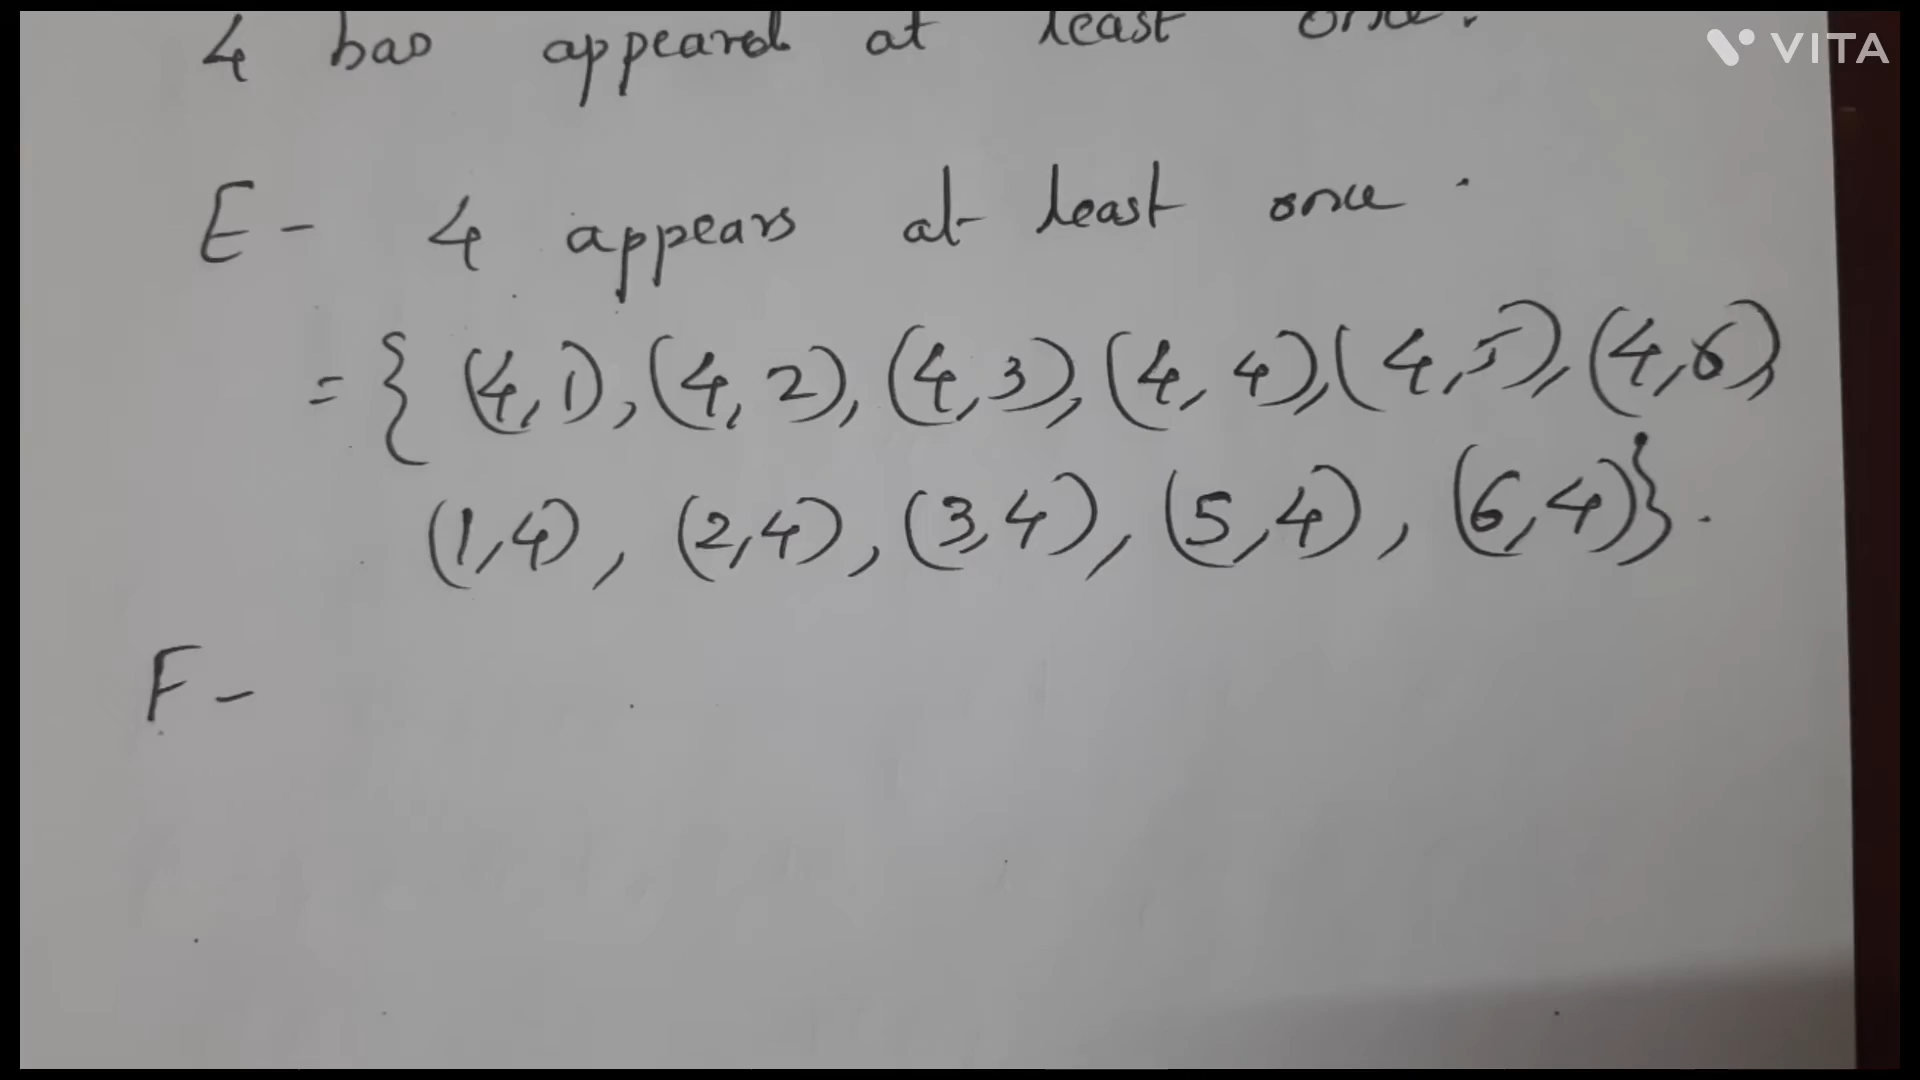 4 has appeared at least once.
VITA
E - 4 appears at least once.
= { (4,1), (4,2), (4,3), (4,4), (4,5), (4,6)
(1,4), (2,4), (3,4), (5,4), (6,4)}.
F -